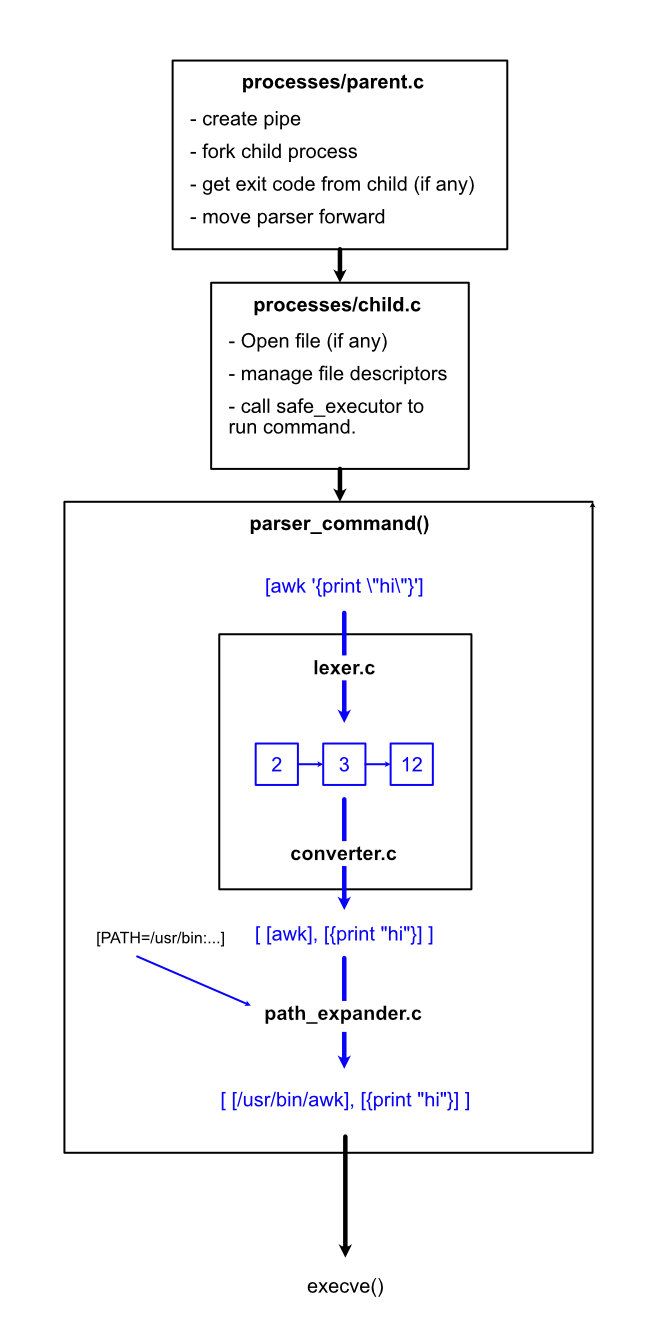 processes/parent.c
- create pipe
- fork child process
- get exit code from child (if any)
- move parser forward
processes/child.c
- Open file (if any)
- manage file descriptors
- call safe_executor to
run command.
parser_command()
[awk '{print \"hi\"}']
lexer.c
2
3
12
converter.c
[ [awk], [{print "hi"}] ]
[PATH=/usr/bin:...]
path_expander.c
[ [/usr/bin/awk], [{print "hi"}] ]
execve()